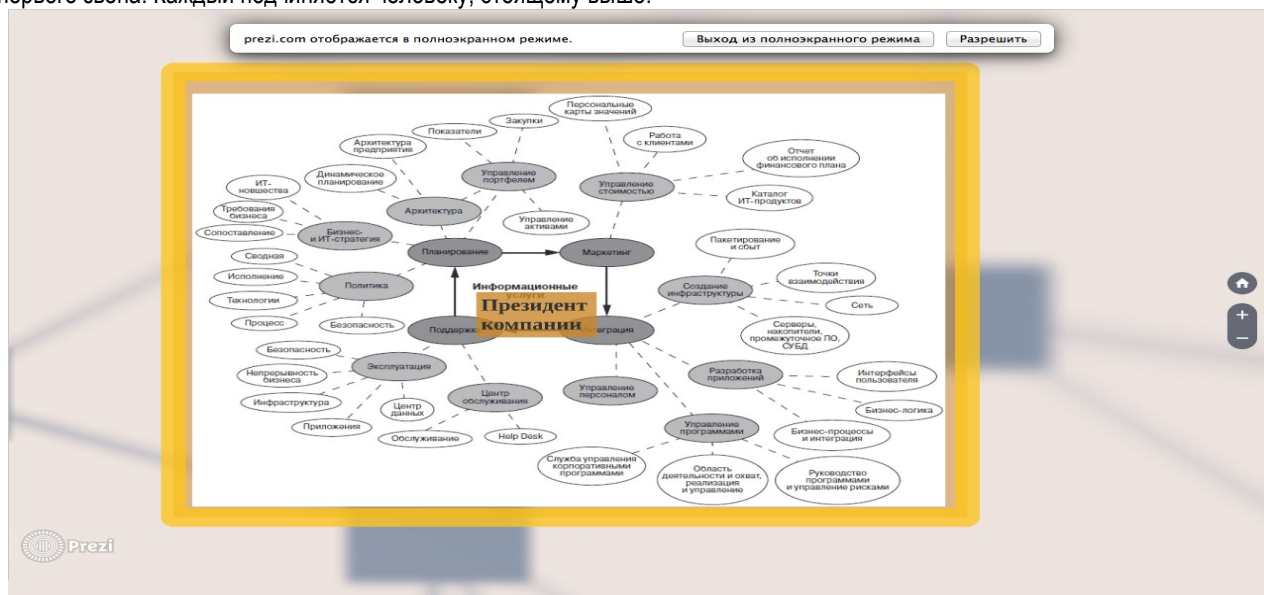 первого звена. Каждый подчиняется человеку, стоящему выше.
prezi.com отображается в полноэкранном режиме.
Выход из полноэкранного режима
Разрешить
Персональные
карты значений
Закупки
Показатели
Работа
с клиентами
Архитектура
предприятия
Отчет
об исполнении
финансового плана
Динамическое
планирование
Управление
портфелем
ИТ-
новшества
Управление
стоимостью
Каталог
ИТ-продуктов
Требования
бизнеса
Архитектура
Управление
активами
Сопоставление
Бизнес-
и ИТ-стратегия
Пакетирование
и сбыт
Планирование
Маркетинг
Сводная
Точки
взаимодействия
Исполнение
Политика
Информационные
услуги
Создание
инфраструктуры
Технологии
Президент
компании
Сеть
Процесс
Безопасность
Серверы,
накопители,
промежуточное ПО,
СУБД
Безопасность
Эксплуатация
Непрерывность
бизнеса
Разработка
приложений
Интерфейсы
пользователя
Инфраструктура
Центр
данных
Центр
обслуживания
Управление
персоналом
Бизнес-логика
Приложения
Обслуживание
Help Desk
Управление
программами
Бизнес-процессы
и интеграция
Служба управления
корпоративными
программами
Область
деятельности и охват,
реализация
и управление
Руководство
программами
и управление рисками
Prezi